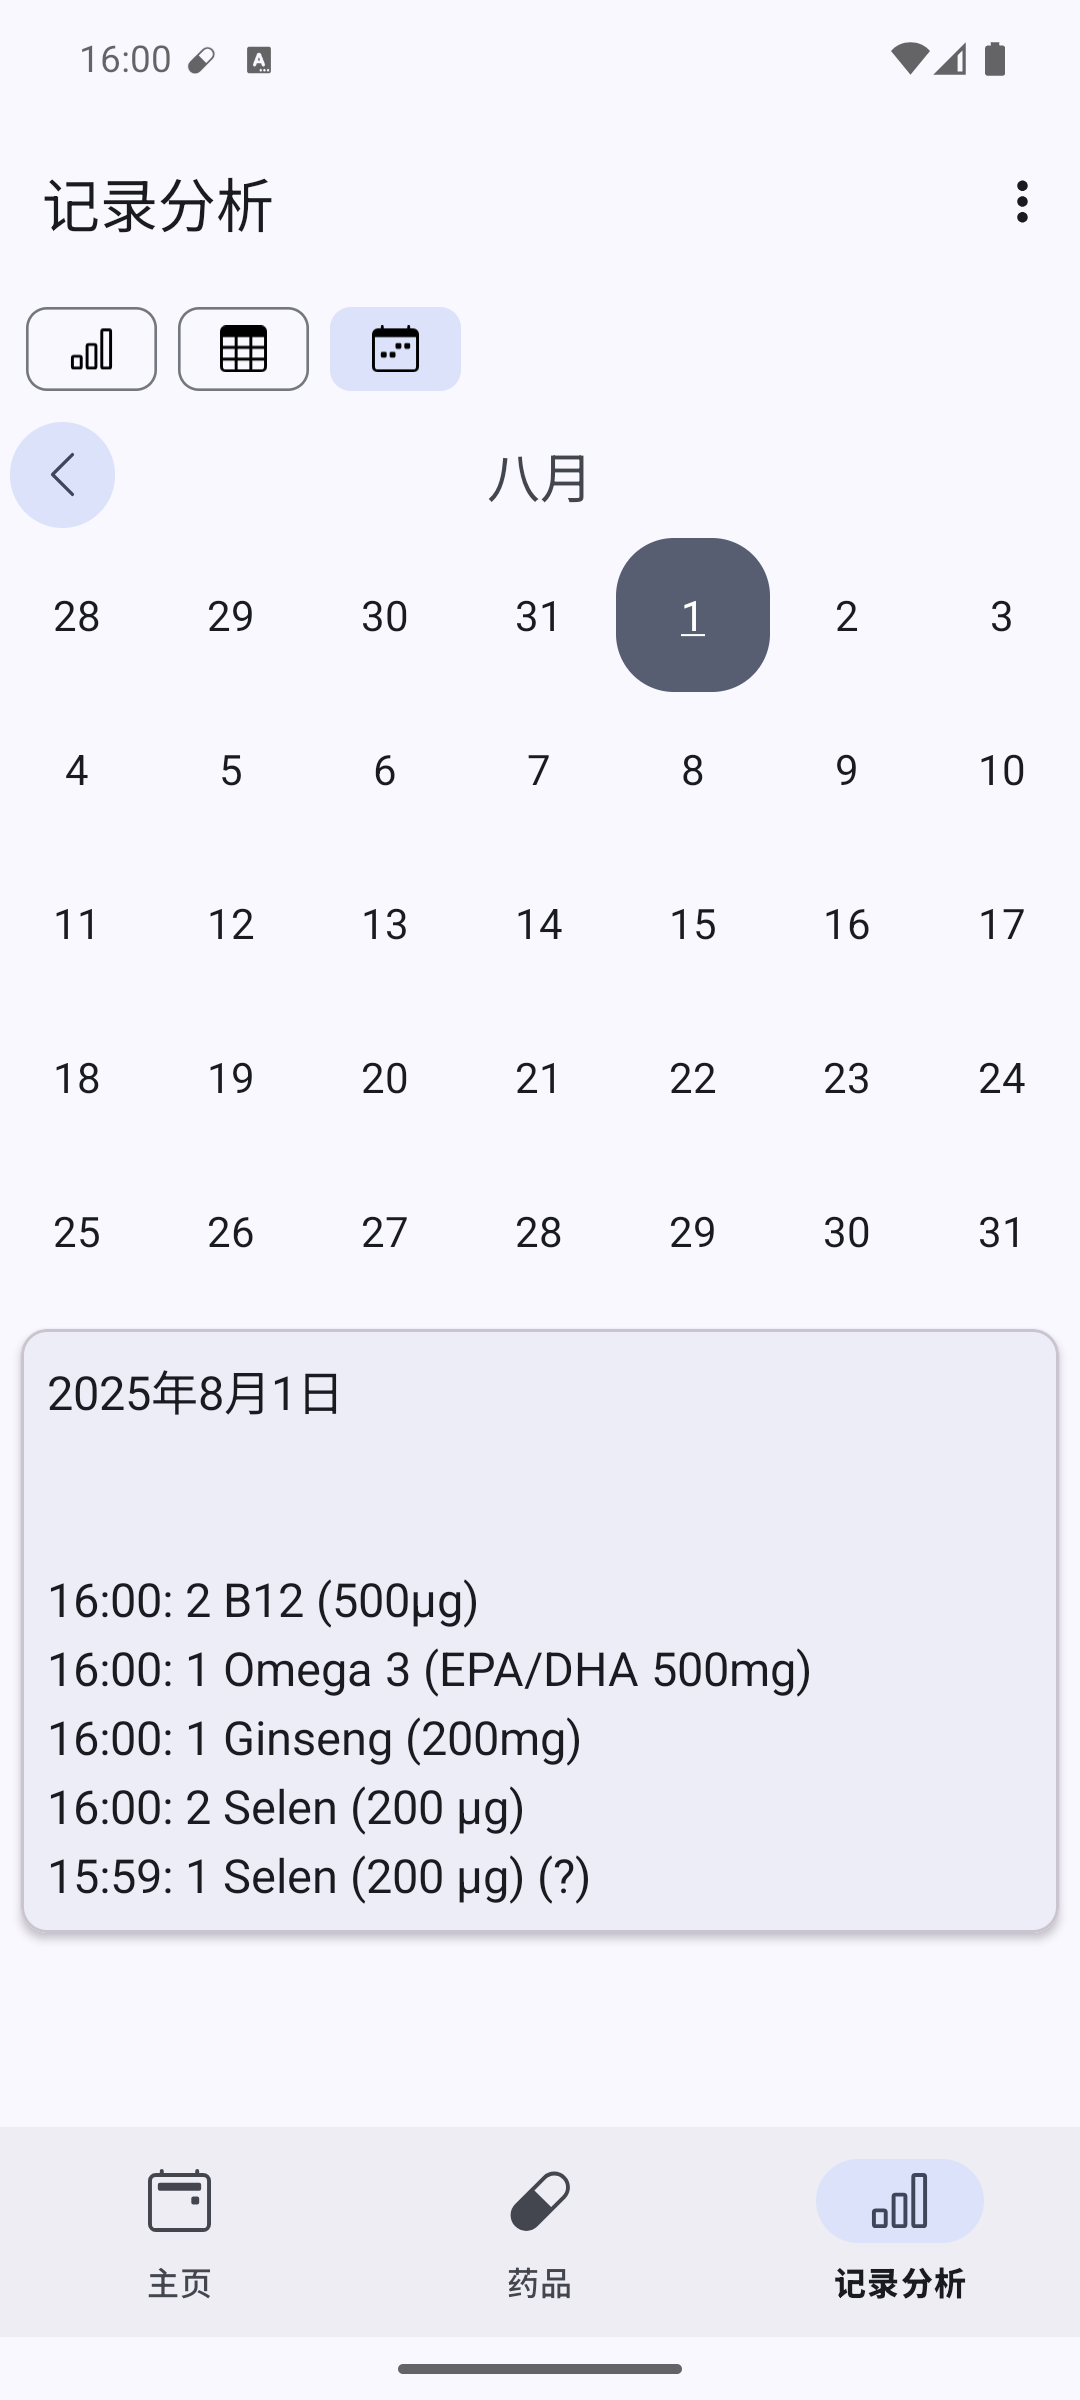 16:00
记录分析
八月
28 29 30 31 1 2 3
4 5 6 7 8 9 10
11 12 13 14 15 16 17
18 19 20 21 22 23 24
25 26 27 28 29 30 31
2025年8月1日
16:00: 2 B12 (500µg)
16:00: 1 Omega 3 (EPA/DHA 500mg)
16:00: 1 Ginseng (200mg)
16:00: 2 Selen (200 µg)
15:59: 1 Selen (200 µg) (?)
主页 药品 记录分析